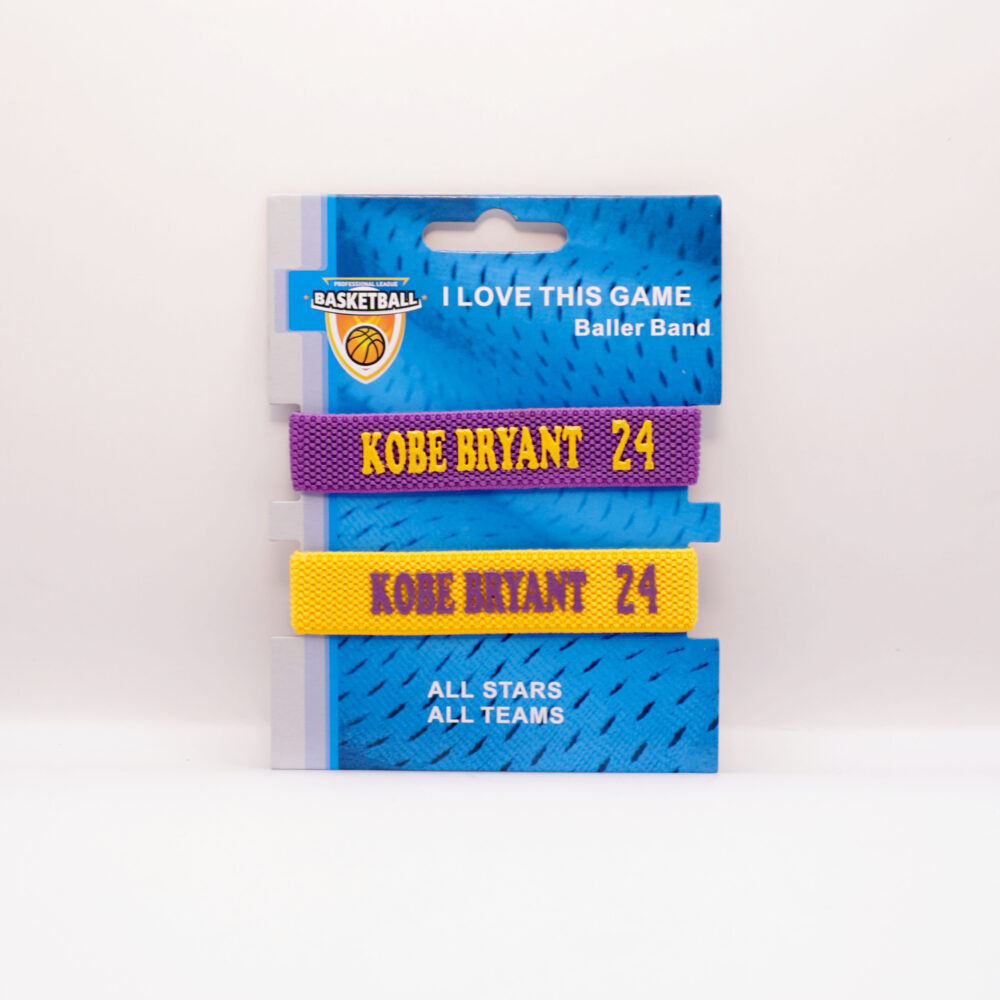 PROFESSIONAL LEAGUE
BASKETBALL
I LOVE THIS GAME
Baller Band
KOBE BRYANT 24
KOBE BRYANT 24
ALL STARS
ALL TEAMS